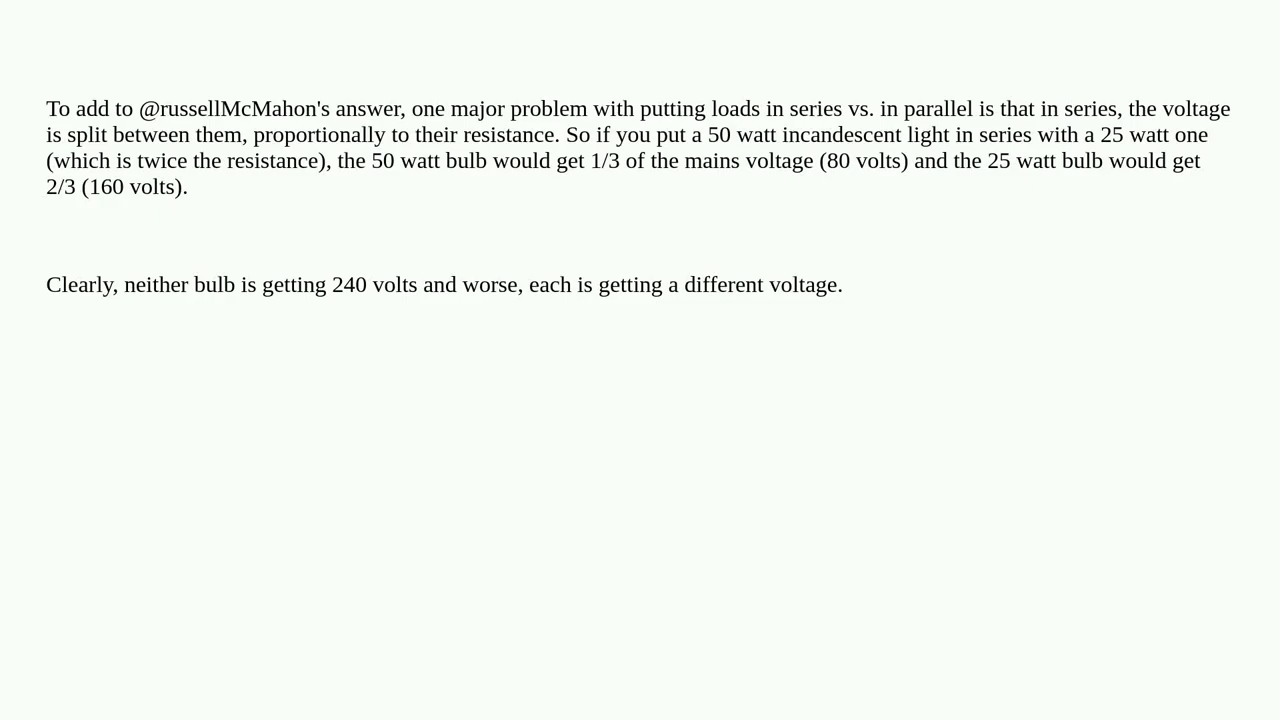 To add to @russellMcMahon's answer, one major problem with putting loads in series vs. in parallel is that in series, the voltage
is split between them, proportionally to their resistance. So if you put a 50 watt incandescent light in series with a 25 watt one
(which is twice the resistance), the 50 watt bulb would get 1/3 of the mains voltage (80 volts) and the 25 watt bulb would get
2/3 (160 volts).
Clearly, neither bulb is getting 240 volts and worse, each is getting a different voltage.